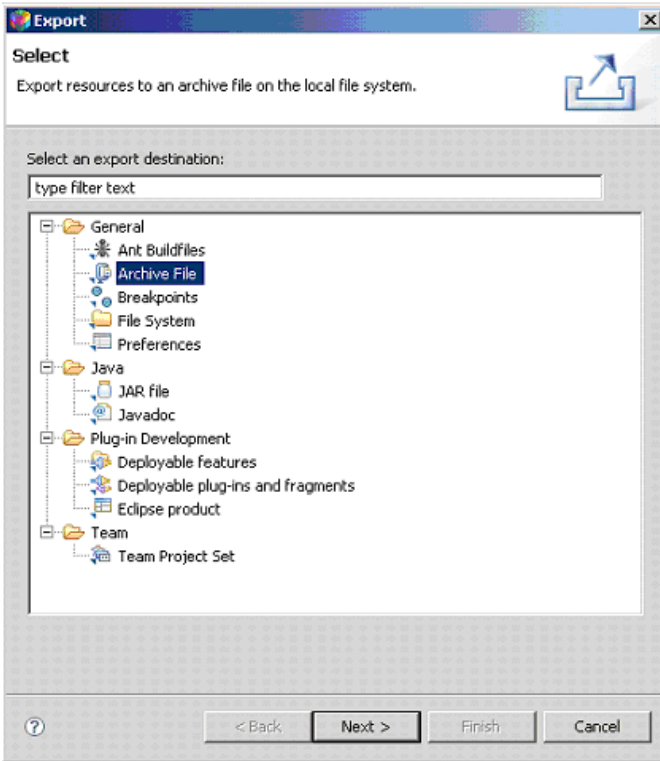 Export
Select
Export resources to an archive file on the local file system.
Select an export destination:
type filter text
General
Ant Buildfiles
Archive File
Breakpoints
File System
Preferences
Java
JAR file
Javadoc
Plug-in Development
Deployable features
Deployable plug-ins and fragments
Eclipse product
Team
Team Project Set
< Back Next > Finish Cancel